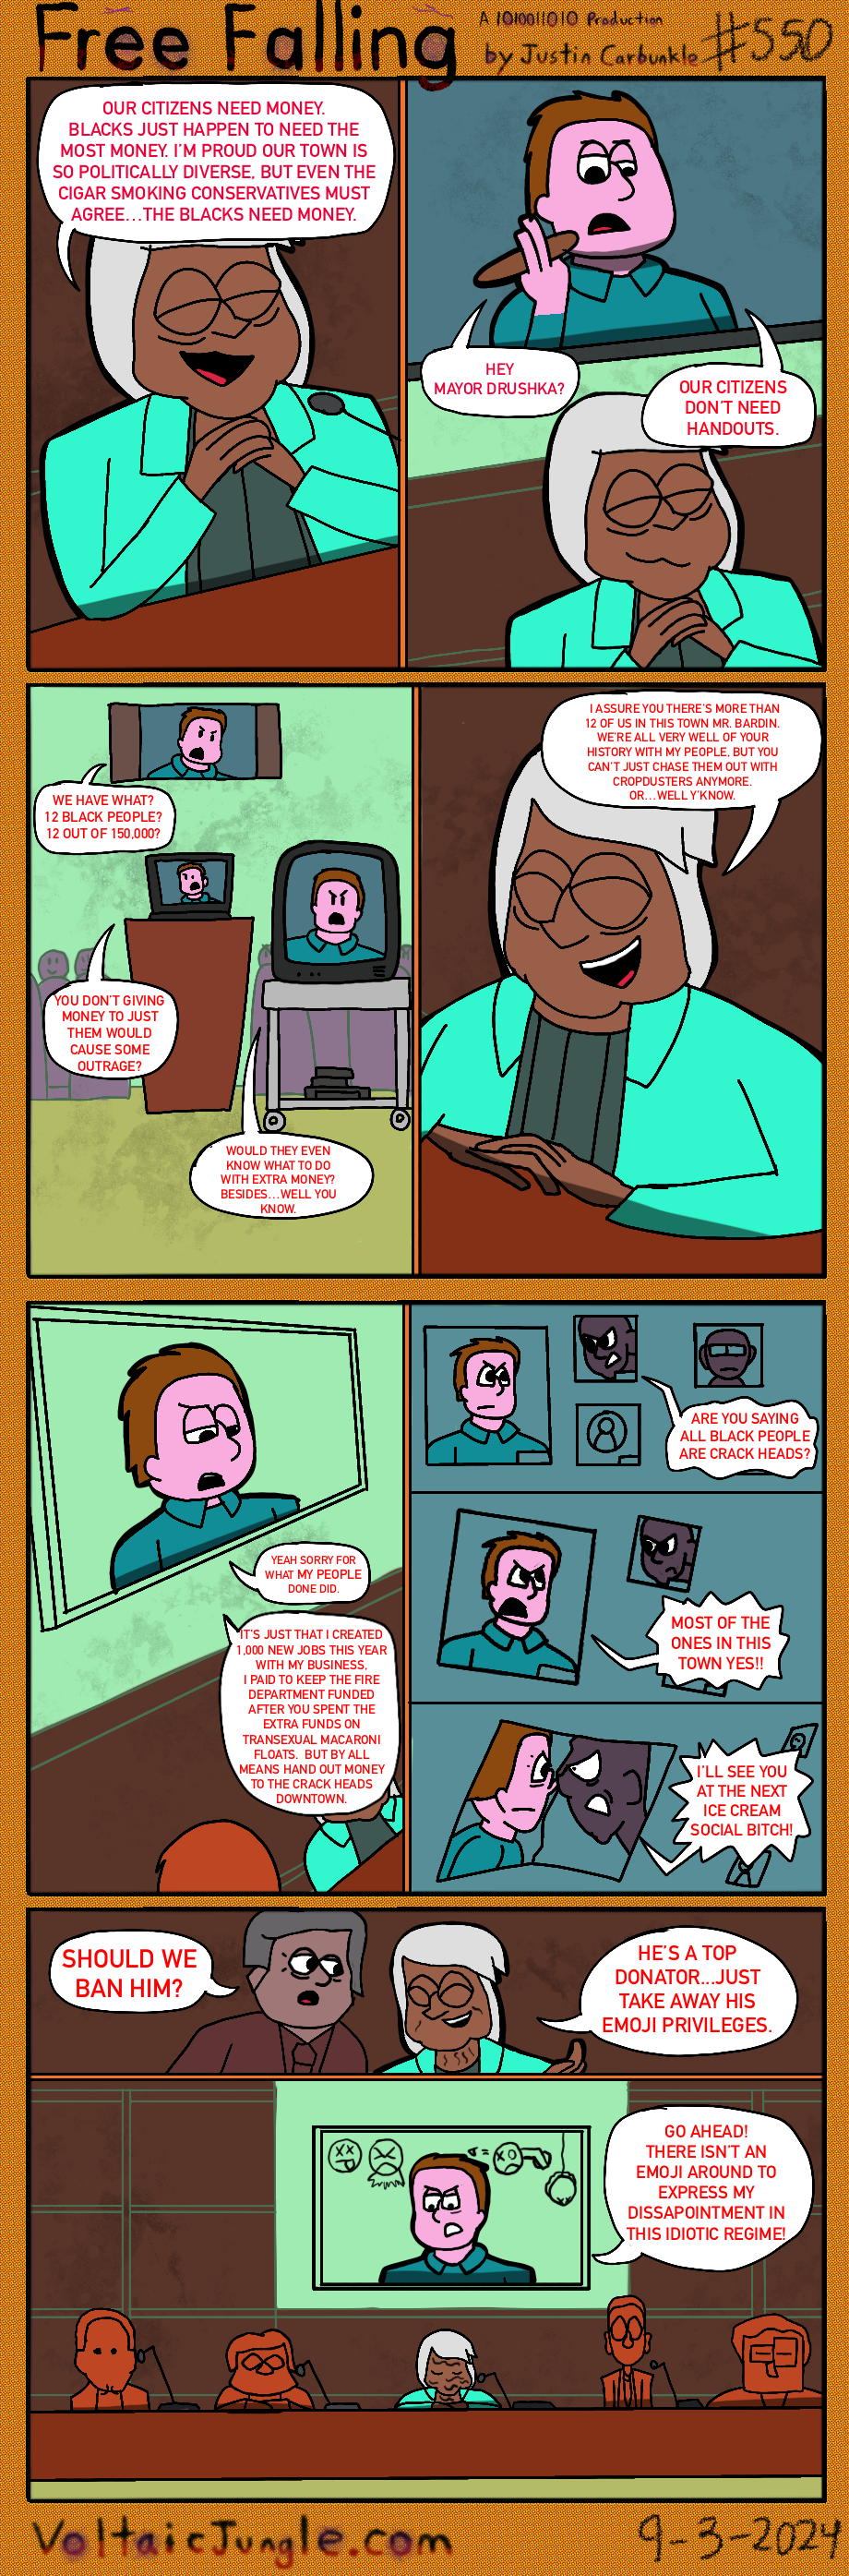 Free Falling
A 1010011010 Production
by Justin Carbunkle
#550
OUR CITIZENS NEED MONEY.
BLACKS JUST HAPPEN TO NEED THE
MOST MONEY. I'M PROUD OUR TOWN IS
SO POLITICALLY DIVERSE, BUT EVEN THE
CIGAR SMOKING CONSERVATIVES MUST
AGREE...THE BLACKS NEED MONEY.
HEY
MAYOR DRUSHKA?
OUR CITIZENS
DON'T NEED
HANDOUTS.
WE HAVE WHAT?
12 BLACK PEOPLE?
12 OUT OF 150,000?
YOU DON'T GIVING
MONEY TO JUST
THEM WOULD
CAUSE SOME
OUTRAGE?
WOULD THEY EVEN
KNOW WHAT TO DO
WITH EXTRA MONEY?
BESIDES...WELL YOU
KNOW.
I ASSURE YOU THERE'S MORE THAN
12 OF US IN THIS TOWN MR. BARDIN.
WE'RE ALL VERY WELL OF YOUR
HISTORY WITH MY PEOPLE, BUT YOU
CAN'T JUST CHASE THEM OUT WITH
CROPDUSTERS ANYMORE.
OR...WELL Y'KNOW.
YEAH SORRY FOR
WHAT MY PEOPLE
DONE DID.
IT'S JUST THAT I CREATED
1,000 NEW JOBS THIS YEAR
WITH MY BUSINESS,
I PAID TO KEEP THE FIRE
DEPARTMENT FUNDED
AFTER YOU SPENT THE
EXTRA FUNDS ON
TRANSEXUAL MACARONI
FLOATS. BUT BY ALL
MEANS HAND OUT MONEY
TO THE CRACK HEADS
DOWNTOWN.
ARE YOU SAYING
ALL BLACK PEOPLE
ARE CRACK HEADS?
MOST OF THE
ONES IN THIS
TOWN YES!!
I'LL SEE YOU
AT THE NEXT
ICE CREAM
SOCIAL BITCH!
SHOULD WE
BAN HIM?
HE'S A TOP
DONATOR...JUST
TAKE AWAY HIS
EMOJI PRIVILEGES.
GO AHEAD!
THERE ISN'T AN
EMOJI AROUND TO
EXPRESS MY
DISSAPOINTMENT IN
THIS IDIOTIC REGIME!
VoltaicJungle.com
9-3-2024